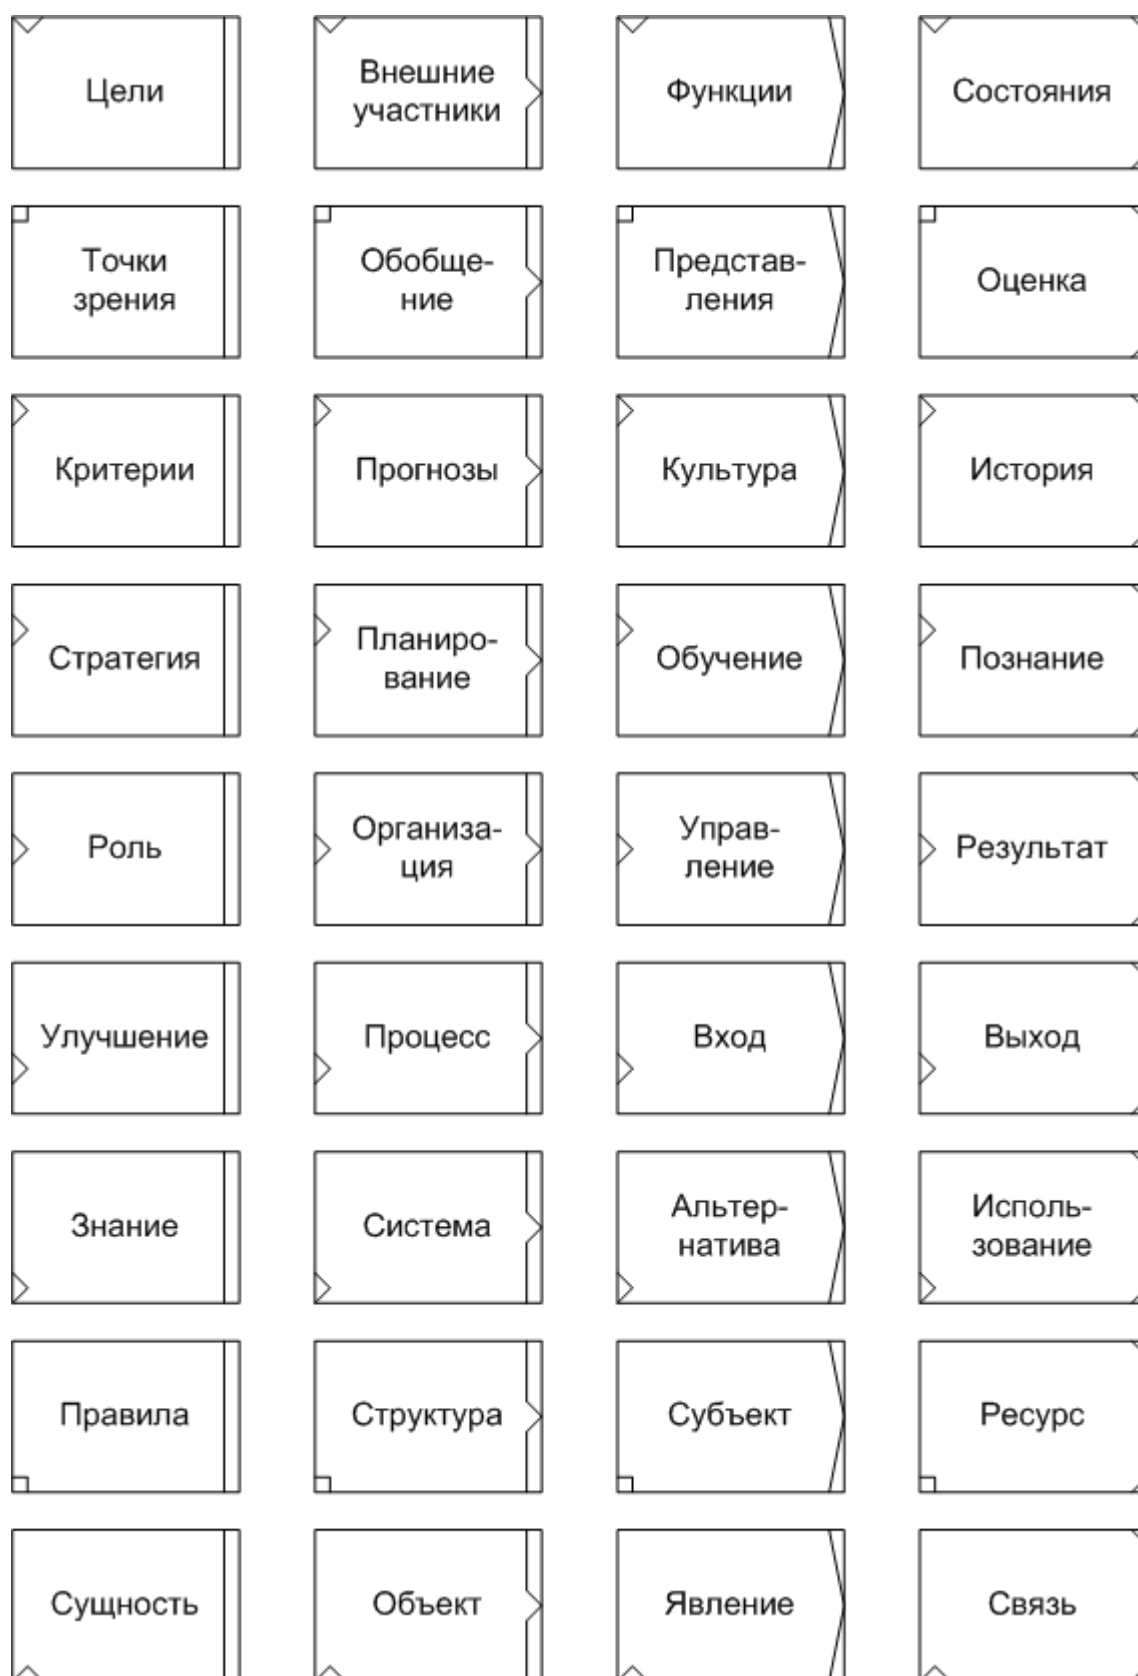 Цели
Внешние
участники
Функции
Состояния
Точки
зрения
Обобще-
ние
Представ-
ления
Оценка
Критерии
Прогнозы
Культура
История
Стратегия
Планиро-
вание
Обучение
Познание
Роль
Организа-
ция
Управ-
ление
Результат
Улучшение
Процесс
Вход
Выход
Знание
Система
Альтер-
натива
Исполь-
зование
Правила
Структура
Субъект
Ресурс
Сущность
Объект
Явление
Связь